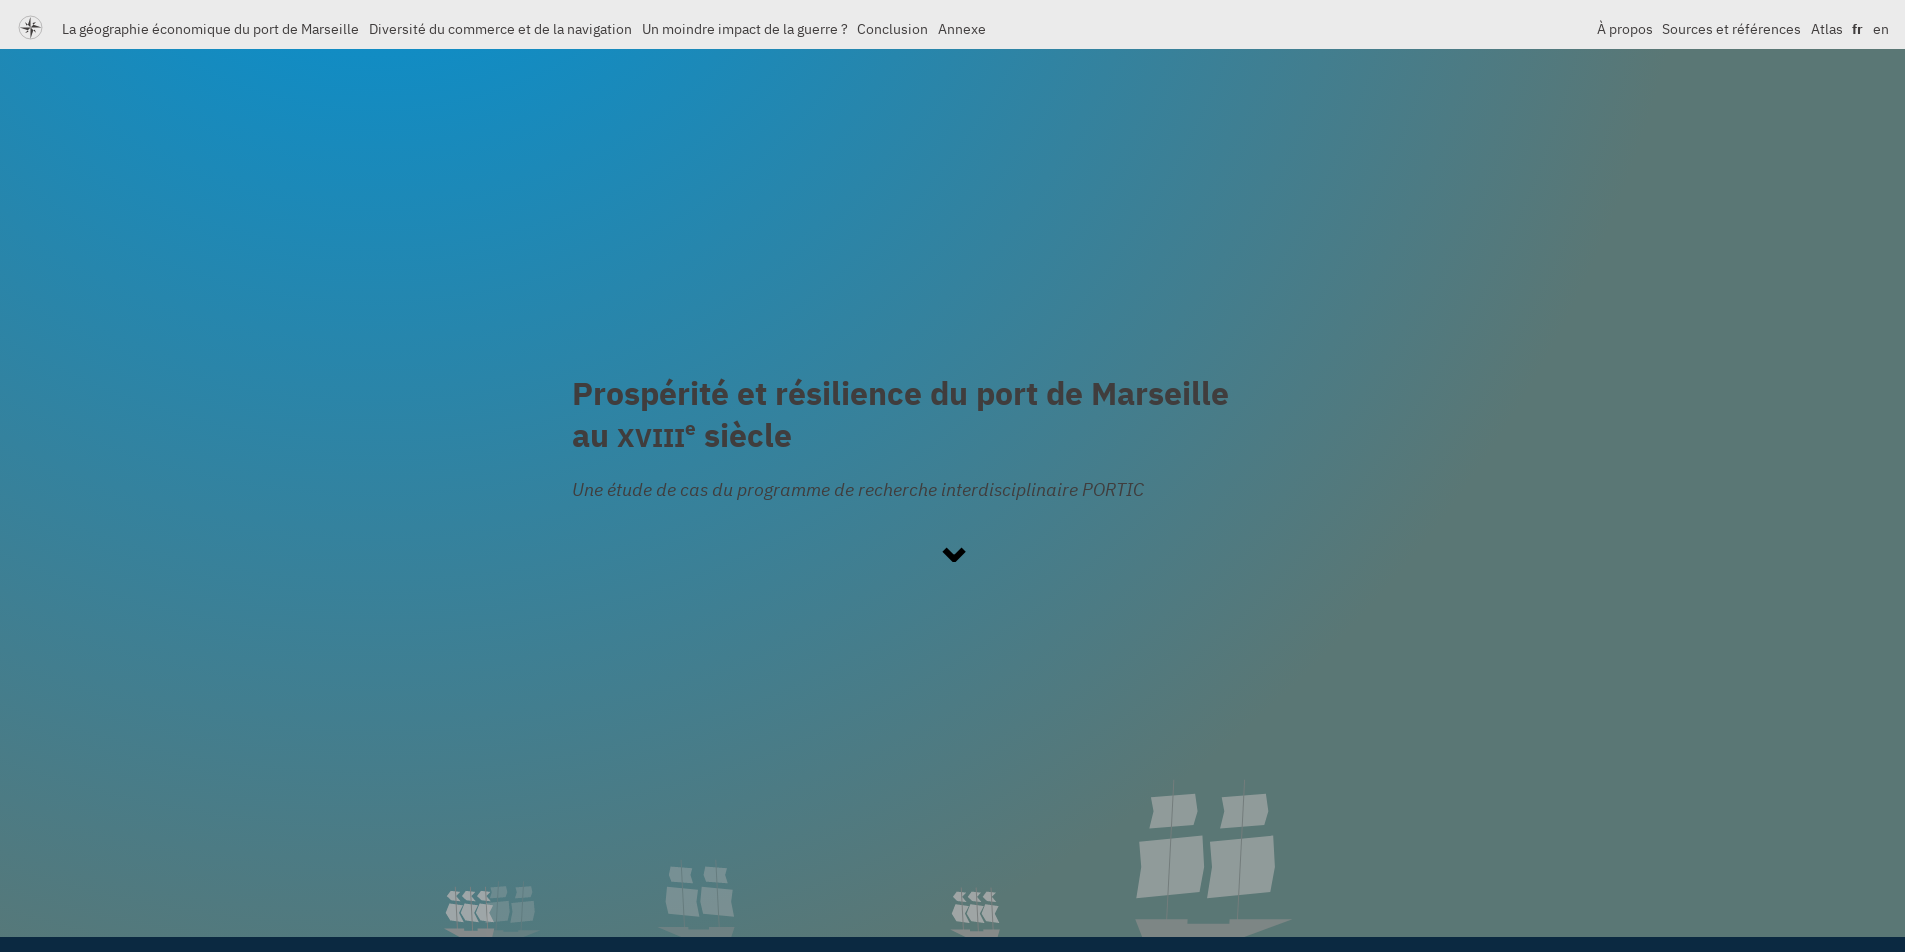 La géographie économique du port de Marseille Diversité du commerce et de la navigation Un moindre impact de la guerre ? Conclusion Annexe À propos Sources et références Atlas fr en
Prospérité et résilience du port de Marseille
au XVIIIe siècle
Une étude de cas du programme de recherche interdisciplinaire PORTIC